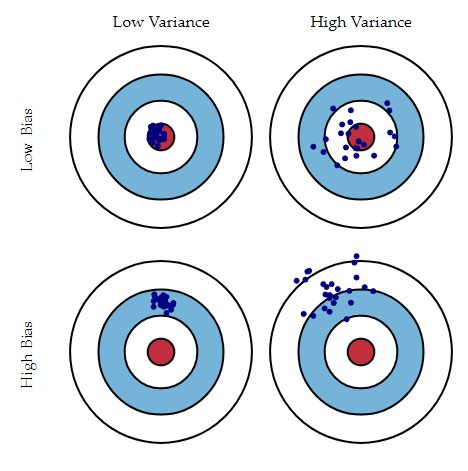 Low Variance
High Variance
Low Bias
High Bias